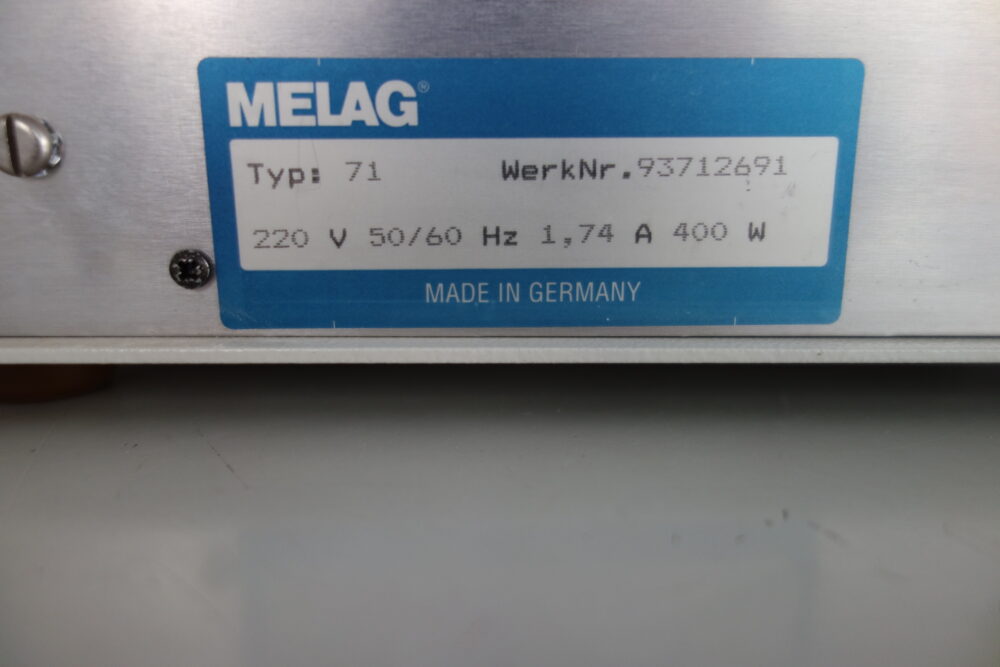 MELAG®
Typ: 71 WerkNr.93712691
220 V 50/60 Hz 1,74 A 400 W
MADE IN GERMANY